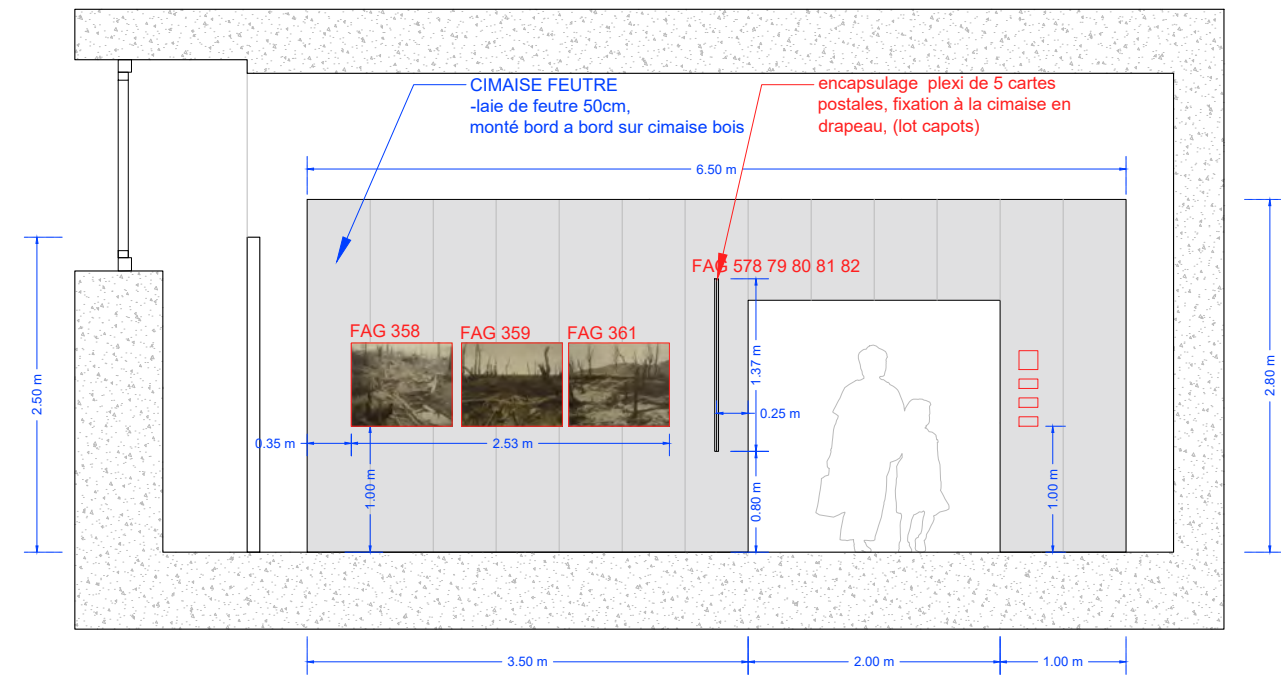 CIMAISE FEUTRE
-laie de feutre 50cm,
monté bord a bord sur cimaise bois
encapsulage  plexi de 5 cartes
postales, fixation à la cimaise en
drapeau, (lot capots)
6.50 m
FAG 578 79 80 81 82
FAG 358
FAG 359
FAG 361
2.50 m
1.37 m
2.80 m
0.25 m
0.35 m
2.53 m
1.00 m
0.80 m
1.00 m
3.50 m
2.00 m
1.00 m